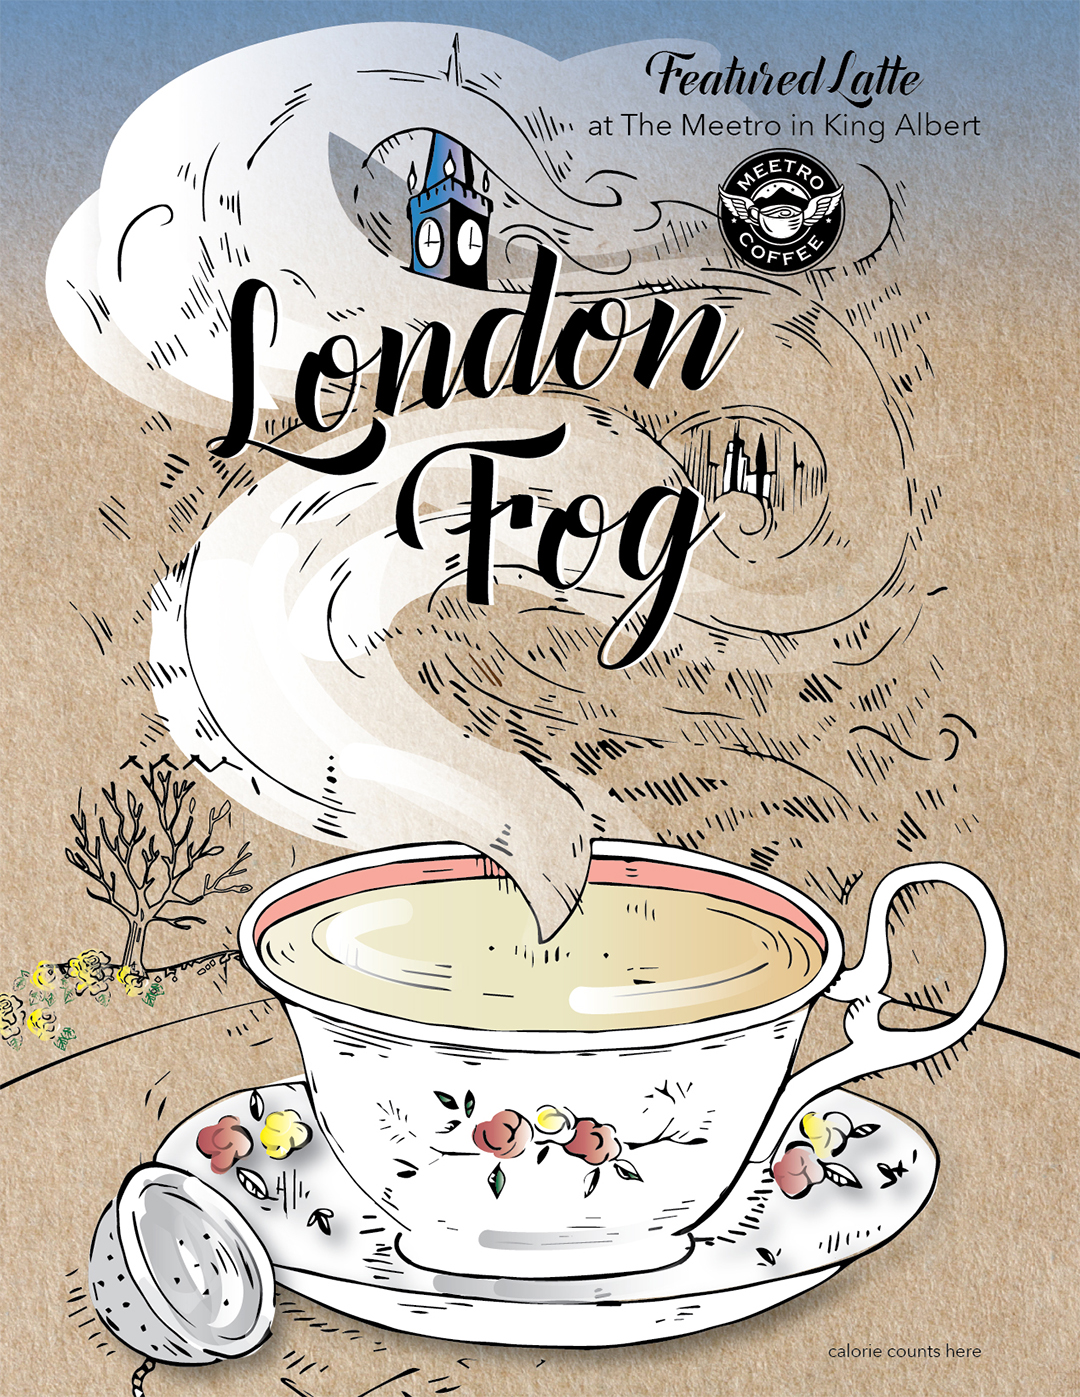 Featured Latte
at The Meetro in King Albert
MEETRO
COFFEE
London
Fog
calorie counts here